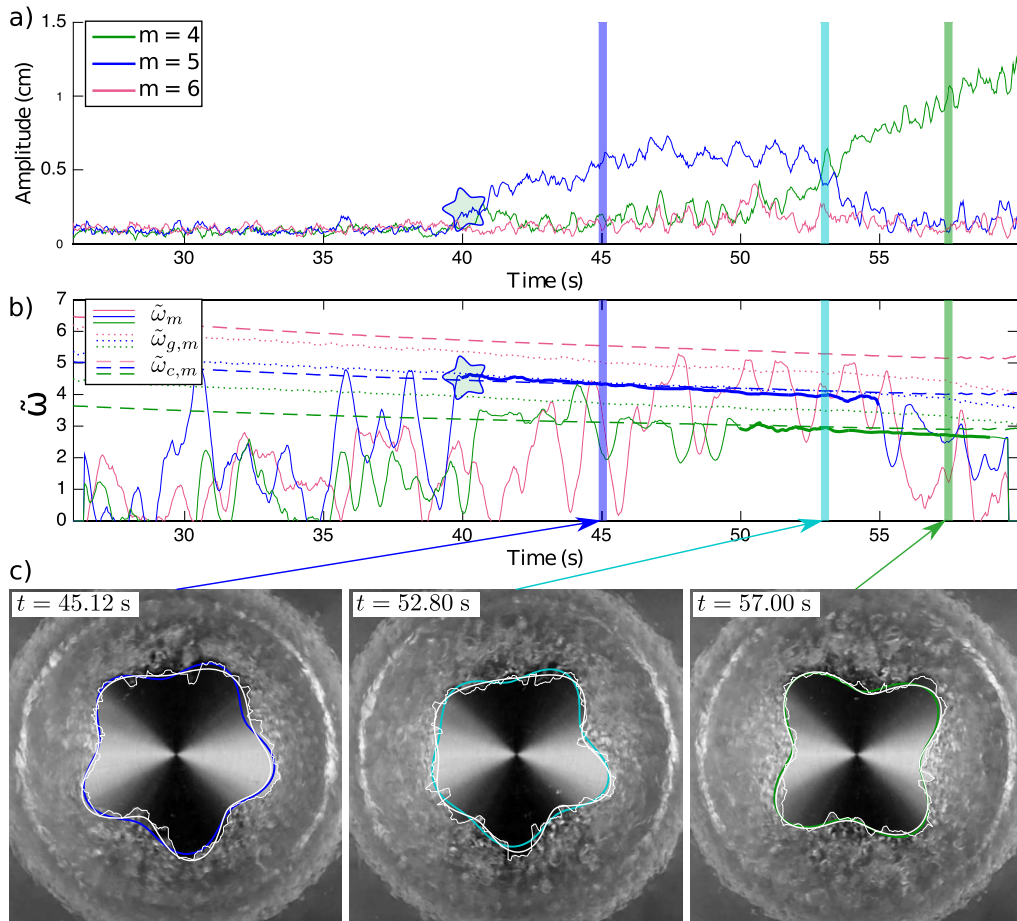 a)
1.5
1
0.5
0
Amplitude (cm)
m = 4
m = 5
m = 6
30 35 40 45 50 55
Time (s)
b)
7
6
5
4
3
2
1
0
ω̃
ω̃_m
ω̃_{g,m}
ω̃_{c,m}
30 35 40 45 50 55
Time (s)
c)
t = 45.12 s
t = 52.80 s
t = 57.00 s